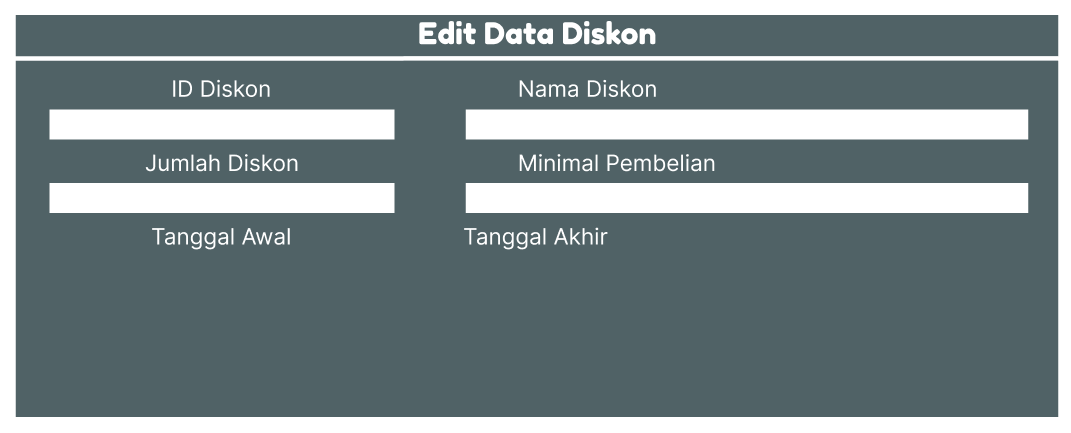 Edit Data Diskon
ID Diskon
Nama Diskon
Jumlah Diskon
Minimal Pembelian
Tanggal Awal
Tanggal Akhir